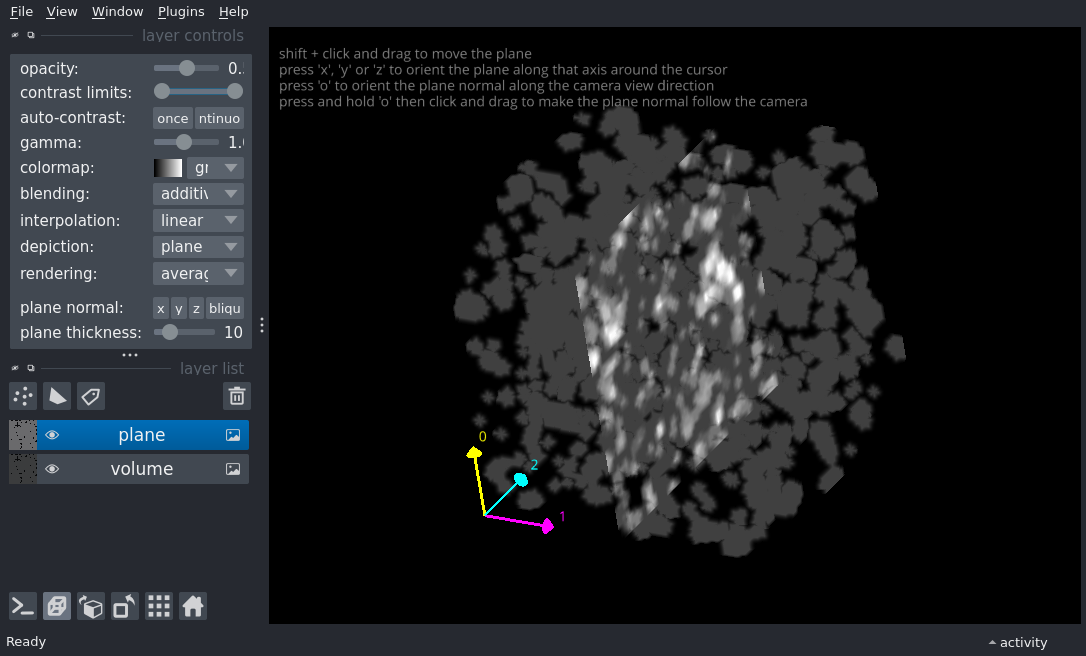 File View Window Plugins Help
layer controls
opacity: 0.
contrast limits:
auto-contrast: once ntinuo
gamma: 1.
colormap: gr
blending: additiv
interpolation: linear
depiction: plane
rendering: averag
plane normal: x y z bliqu
plane thickness: 10
layer list
plane
volume
shift + click and drag to move the plane
press 'x', 'y' or 'z' to orient the plane along that axis around the cursor
press 'o' to orient the plane normal along the camera view direction
press and hold 'o' then click and drag to make the plane normal follow the camera
0
2
1
Ready
activity